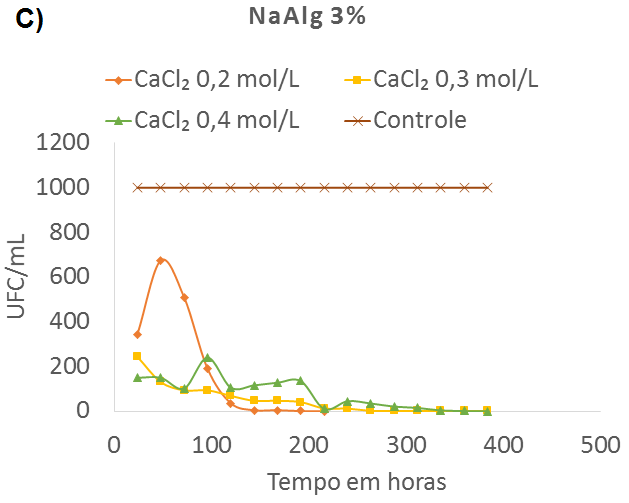 C)
NaAlg 3%
CaCl₂ 0,2 mol/L
CaCl₂ 0,3 mol/L
CaCl₂ 0,4 mol/L
Controle
1200
1000
800
600
400
200
0
UFC/mL
0 100 200 300 400 500
Tempo em horas